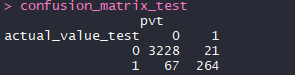 > confusion_matrix_test
pvt
actual_value_test 0 1
0 3228 21
1 67 264